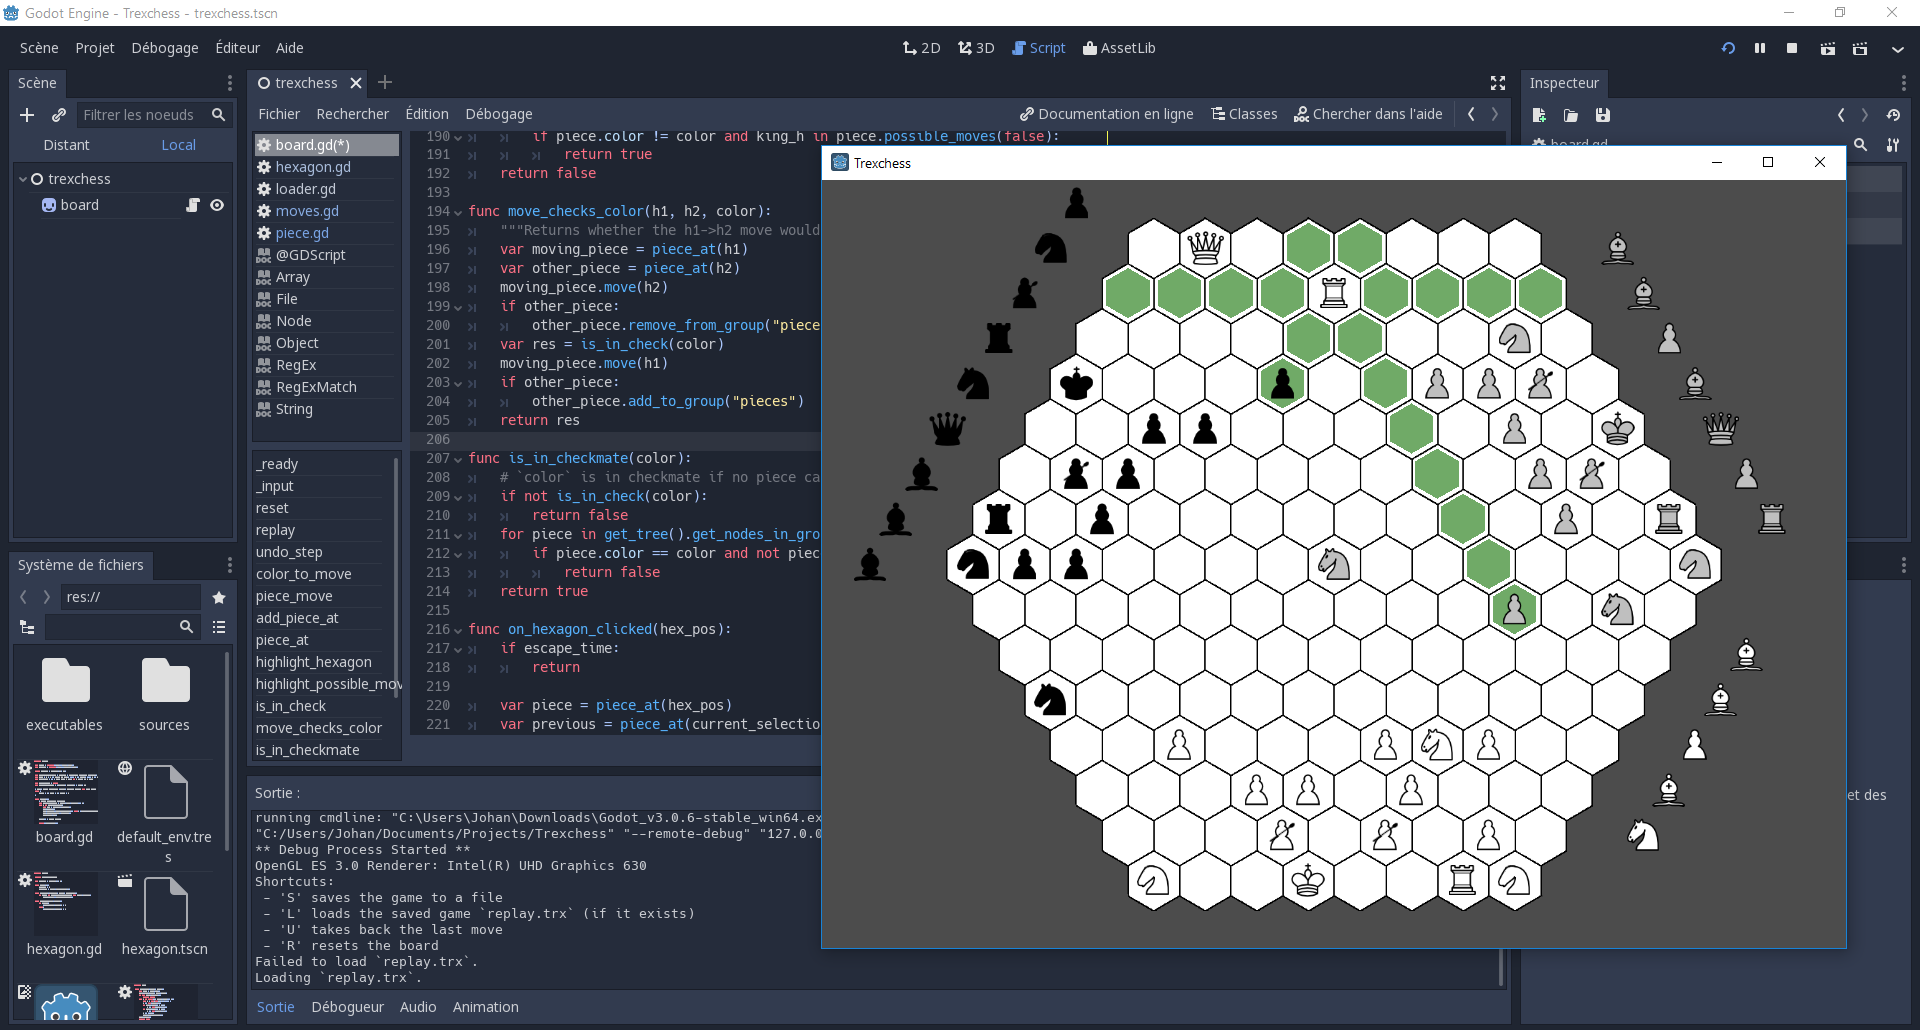 Godot Engine - Trexchess - trexchess.tscn
Scène Projet Débogage Éditeur Aide
2D 3D Script AssetLib
Scène
Filtrer les noeuds
Distant Local
trexchess
board
Système de fichiers
res://
executables sources
board.gd default_env.tre
s
hexagon.gd hexagon.tscn
trexchess
Fichier Rechercher Édition Débogage
Documentation en ligne Classes Chercher dans l'aide
board.gd(*)
hexagon.gd
loader.gd
moves.gd
piece.gd
@GDScript
Array
File
Node
Object
RegEx
RegExMatch
String
_ready
_input
reset
replay
undo_step
color_to_move
piece_move
add_piece_at
piece_at
highlight_hexagon
highlight_possible_mov
is_in_check
move_checks_color
is_in_checkmate
190 if piece.color != color and king_h in piece.possible_moves(false):
191 return true
192 return false
193
194 func move_checks_color(h1, h2, color):
195 """Returns whether the h1->h2 move would
196 var moving_piece = piece_at(h1)
197 var other_piece = piece_at(h2)
198 moving_piece.move(h2)
199 if other_piece:
200 other_piece.remove_from_group("piece
201 var res = is_in_check(color)
202 moving_piece.move(h1)
203 if other_piece:
204 other_piece.add_to_group("pieces")
205 return res
206
207 func is_in_checkmate(color):
208 # `color` is in checkmate if no piece ca
209 if not is_in_check(color):
210 return false
211 for piece in get_tree().get_nodes_in_gro
212 if piece.color == color and not piec
213 return false
214 return true
215
216 func on_hexagon_clicked(hex_pos):
217 if escape_time:
218 return
219
220 var piece = piece_at(hex_pos)
221 var previous = piece_at(current_selectio
Sortie :
running cmdline: "C:\Users\Johan\Downloads\Godot_v3.0.6-stable_win64.ex
"C:/Users/Johan/Documents/Projects/Trexchess" "--remote-debug" "127.0.0
** Debug Process Started **
OpenGL ES 3.0 Renderer: Intel(R) UHD Graphics 630
Shortcuts:
- 'S' saves the game to a file
- 'L' loads the saved game `replay.trx` (if it exists)
- 'U' takes back the last move
- 'R' resets the board
Failed to load `replay.trx`.
Loading `replay.trx`.
Sortie Débogueur Audio Animation
Trexchess
Inspecteur
board.gd
et des